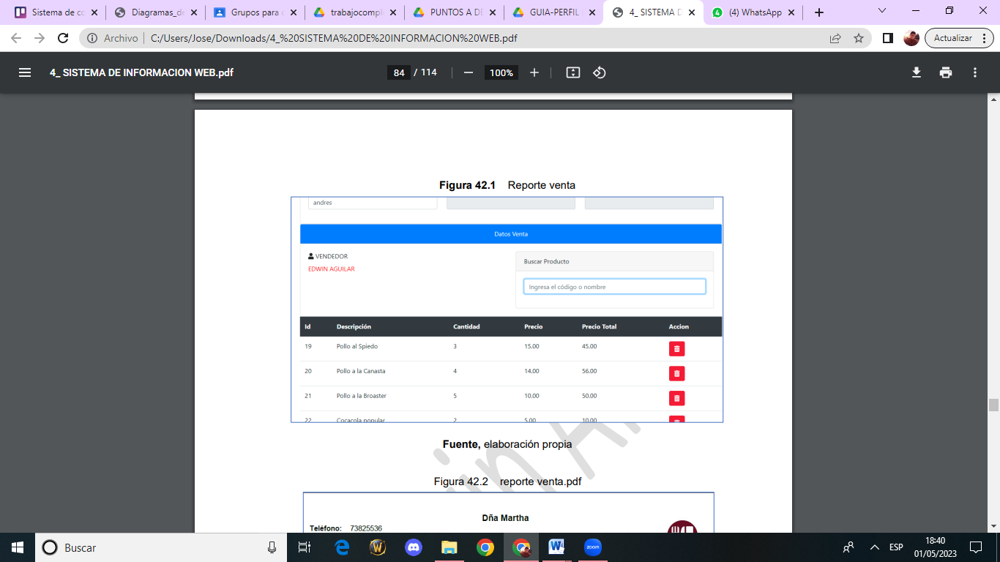 Sistema de co
Diagramas_de
Grupos para c
trabajocompl
PUNTOS A DE
GUIA-PERFIL
4_ SISTEMA D
(4) WhatsApp
Archivo C:/Users/Jose/Downloads/4_%20SISTEMA%20DE%20INFORMACION%20WEB.pdf
Actualizar
4_ SISTEMA DE INFORMACION WEB.pdf
84 / 114
100%
Figura 42.1 Reporte venta
andres
Datos Venta
VENDEDOR
EDWIN AGUILAR
Buscar Producto
Ingresa el código o nombre
Id Descripción Cantidad Precio Precio Total Accion
19 Pollo al Spiedo 3 15.00 45.00
20 Pollo a la Canasta 4 14.00 56.00
21 Pollo a la Broaster 5 10.00 50.00
22 Cocacola popular 2 5.00 10.00
Fuente, elaboración propia
Figura 42.2 reporte venta.pdf
Dña Martha
Teléfono: 73825536
Buscar
W
zoom
ESP
18:40
01/05/2023